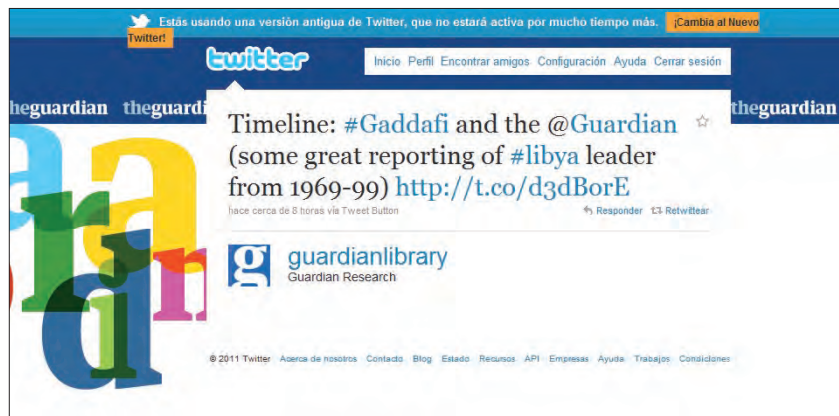 Estás usando una versión antigua de Twitter, que no estará activa por mucho tiempo más. ¡Cambia al Nuevo
Twitter!
twitter
Inicio Perfil Encontrar amigos Configuración Ayuda Cerrar sesión
heguardian theguardi
theguardian
Timeline: #Gaddafi and the @Guardian
(some great reporting of #libya leader
from 1969-99) http://t.co/d3dBorE
hace cerca de 8 horas vía Tweet Button
Responder Retwittear
g
guardianlibrary
Guardian Research
a
a
r
d
i
n
© 2011 Twitter Acerca de nosotros Contacto Blog Estado Recursos API Empresas Ayuda Trabajos Condiciones